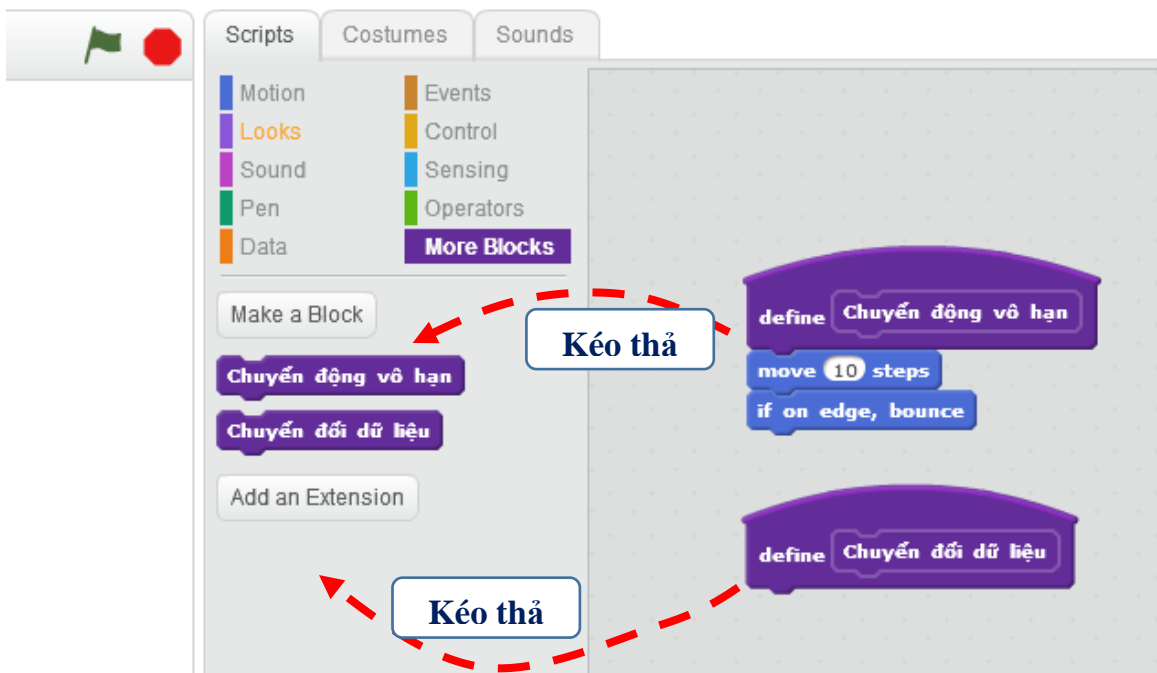 Scripts
Costumes
Sounds
Motion
Events
Looks
Control
Sound
Sensing
Pen
Operators
Data
More Blocks
Make a Block
Chuyển động vô hạn
Chuyển đổi dữ liệu
Add an Extension
Kéo thả
define Chuyển động vô hạn
move 10 steps
if on edge, bounce
define Chuyển đổi dữ liệu
Kéo thả